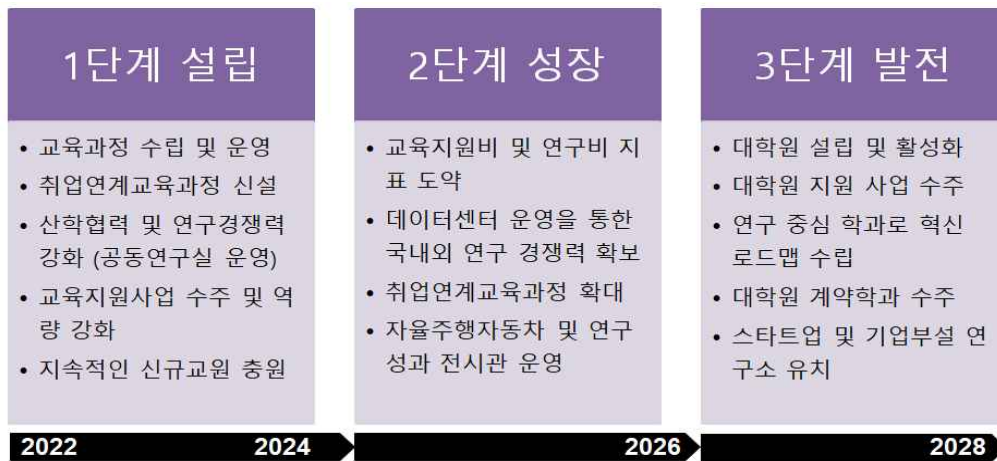 1단계 설립
• 교육과정 수립 및 운영
• 취업연계교육과정 신설
• 산학협력 및 연구경쟁력
강화 (공동연구실 운영)
• 교육지원사업 수주 및 역
량 강화
• 지속적인 신규교원 충원
2단계 성장
• 교육지원비 및 연구비 지
표 도약
• 데이터센터 운영을 통한
국내외 연구 경쟁력 확보
• 취업연계교육과정 확대
• 자율주행자동차 및 연구
성과 전시관 운영
3단계 발전
• 대학원 설립 및 활성화
• 대학원 지원 사업 수주
• 연구 중심 학과로 혁신
로드맵 수립
• 대학원 계약학과 수주
• 스타트업 및 기업부설 연
구소 유치
2022 2024 2026 2028